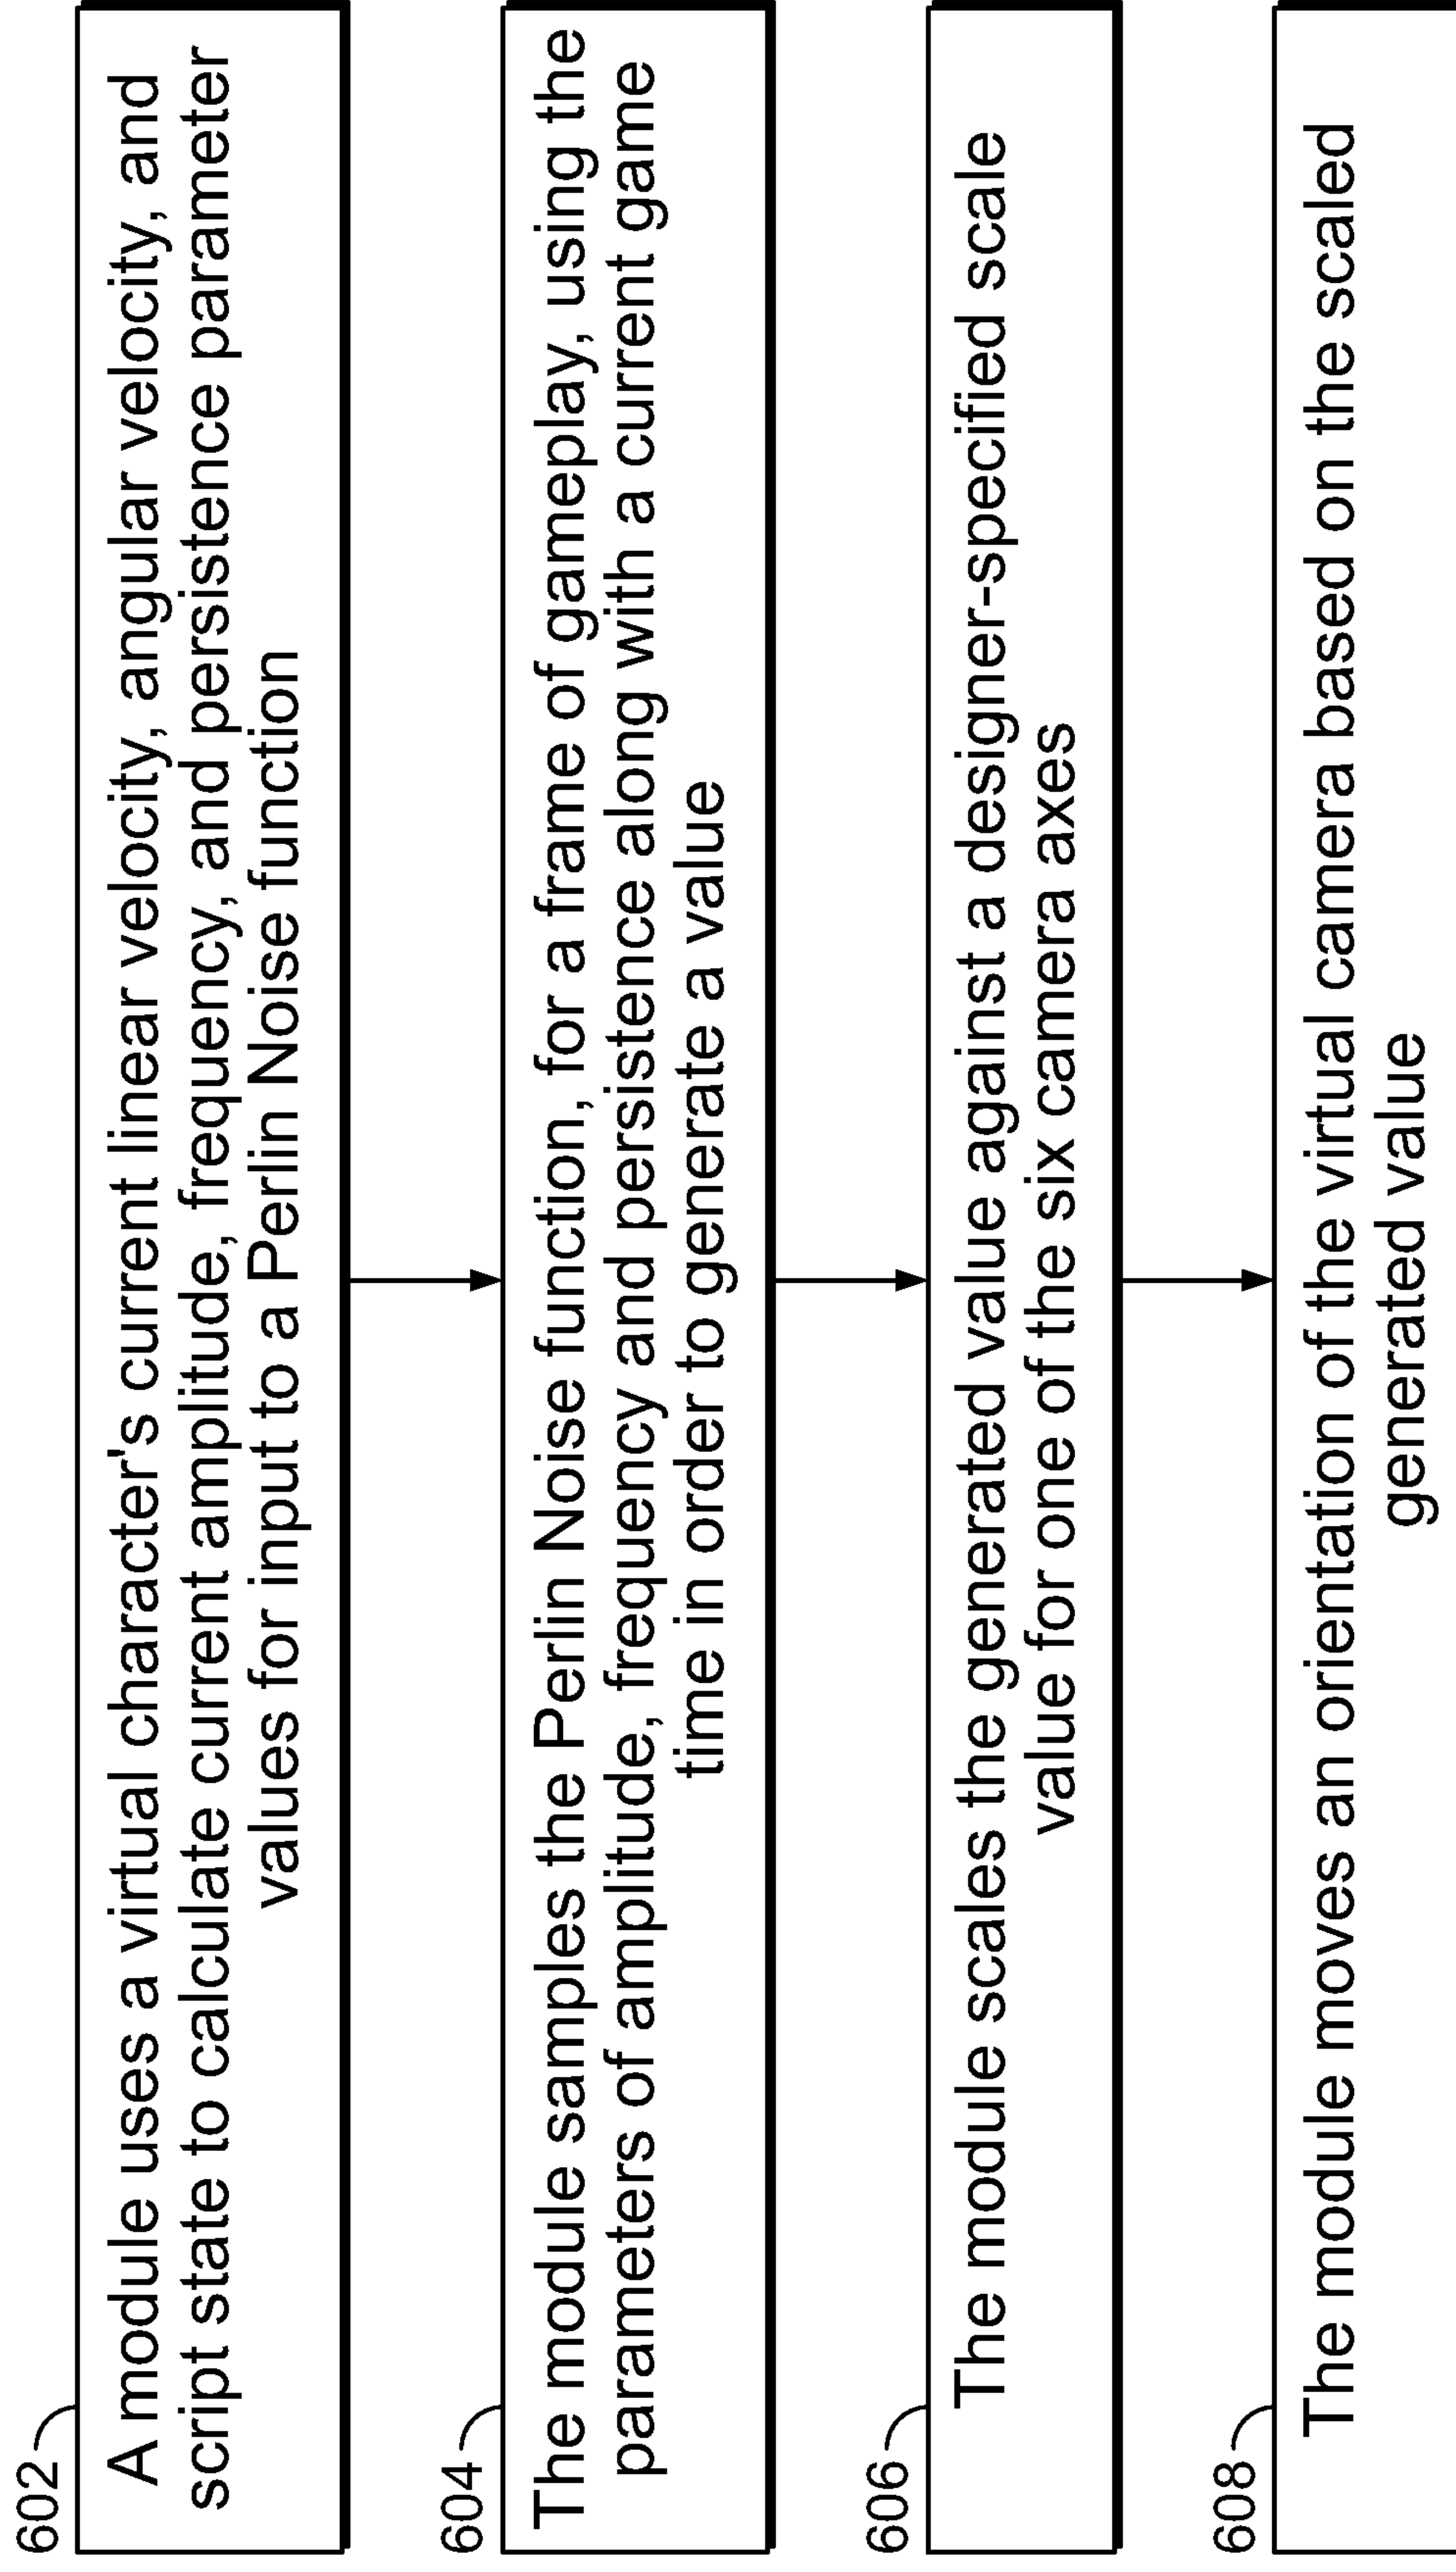 602
A module uses a virtual character's current linear velocity, angular velocity, and
script state to calculate current amplitude, frequency, and persistence parameter
values for input to a Perlin Noise function
604
The module samples the Perlin Noise function, for a frame of gameplay, using the
parameters of amplitude, frequency and persistence along with a current game
time in order to generate a value
606
The module scales the generated value against a designer-specified scale
value for one of the six camera axes
608
The module moves an orientation of the virtual camera based on the scaled
generated value